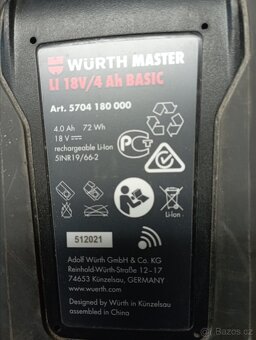 WÜRTH MASTER
LI 18V/4 Ah BASIC
Art. 5704 180 000
4.0 Ah 72 Wh
18 V
rechargeable Li-Ion
5INR19/66-2
Li-Ion
512021
Adolf Würth GmbH & Co. KG
Reinhold-Würth-Straße 12-17
74653 Künzelsau, GERMANY
www.wuerth.com
Designed by Würth in Künzelsau
assembled in China